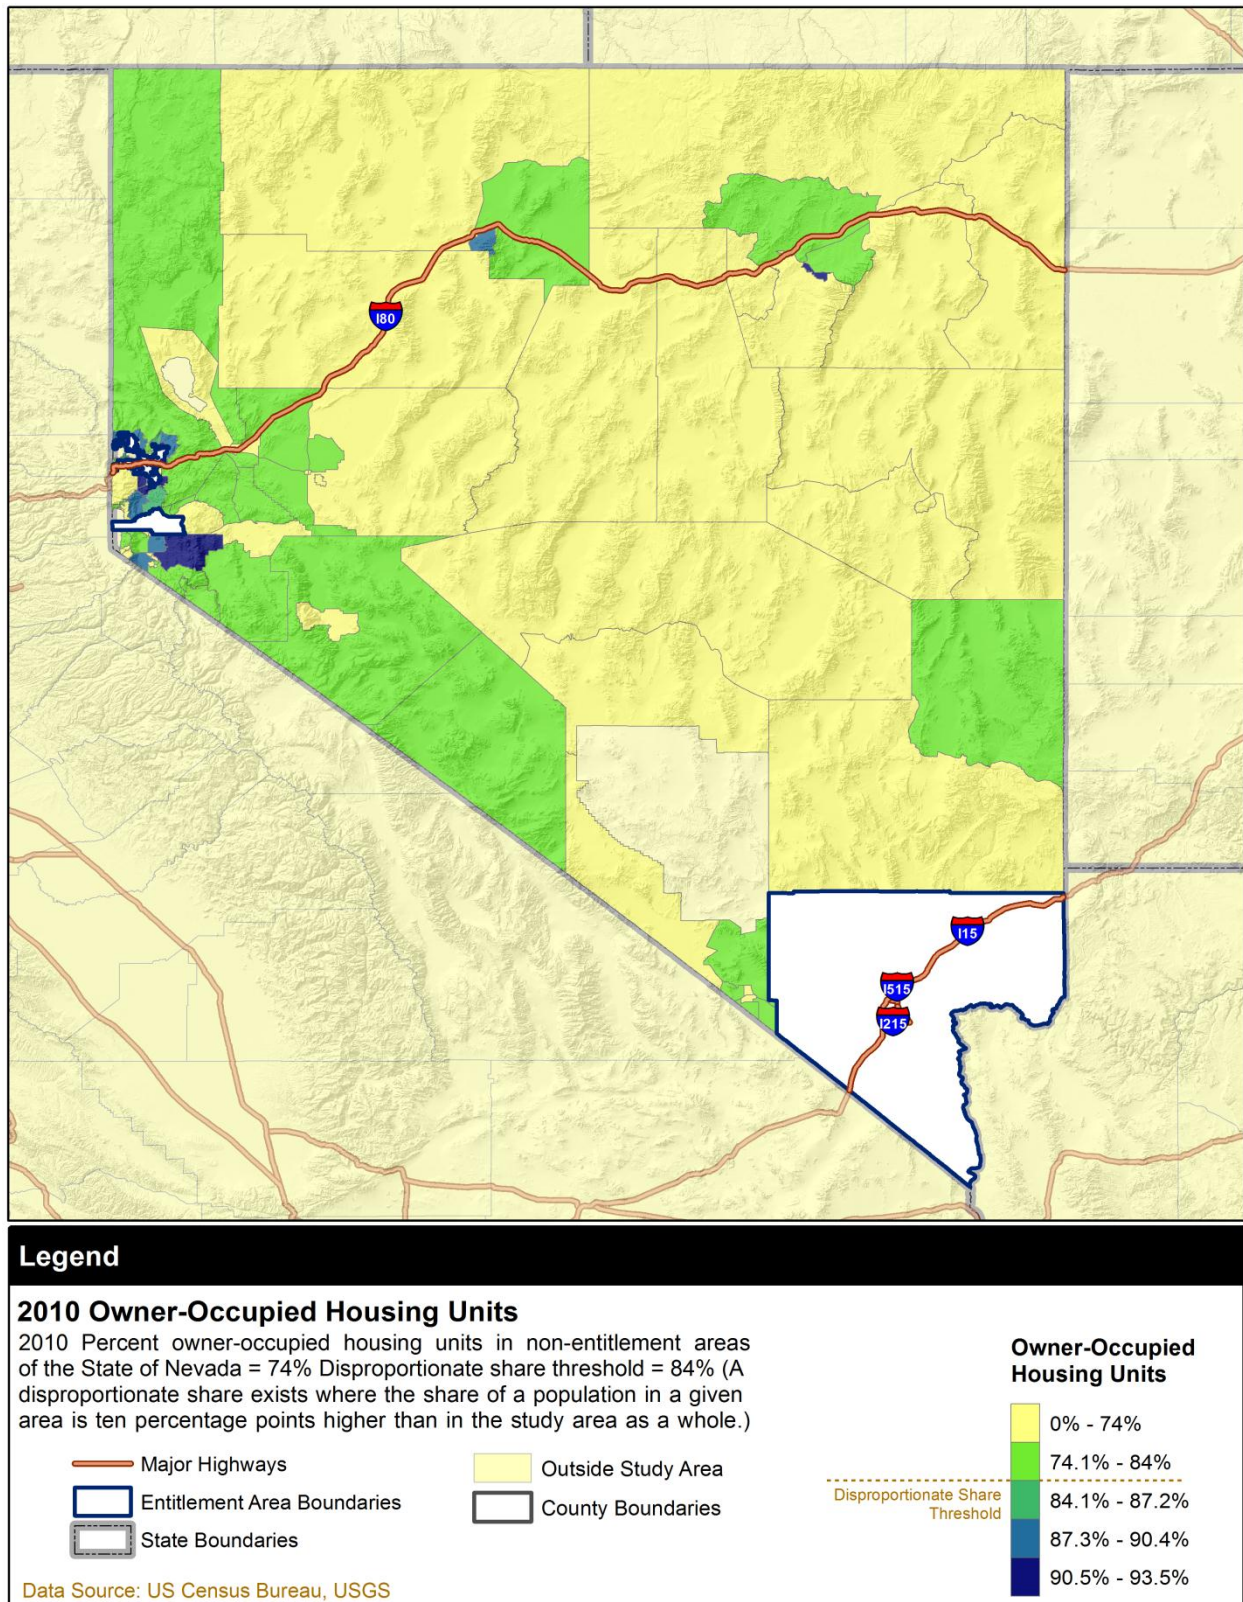 I80
I15
I515
I215
Legend
2010 Owner-Occupied Housing Units
2010 Percent owner-occupied housing units in non-entitlement areas
of the State of Nevada = 74% Disproportionate share threshold = 84% (A
disproportionate share exists where the share of a population in a given
area is ten percentage points higher than in the study area as a whole.)
Major Highways
Entitlement Area Boundaries
State Boundaries
Outside Study Area
County Boundaries
Owner-Occupied
Housing Units
0% - 74%
74.1% - 84%
Disproportionate Share
Threshold
84.1% - 87.2%
87.3% - 90.4%
90.5% - 93.5%
Data Source: US Census Bureau, USGS